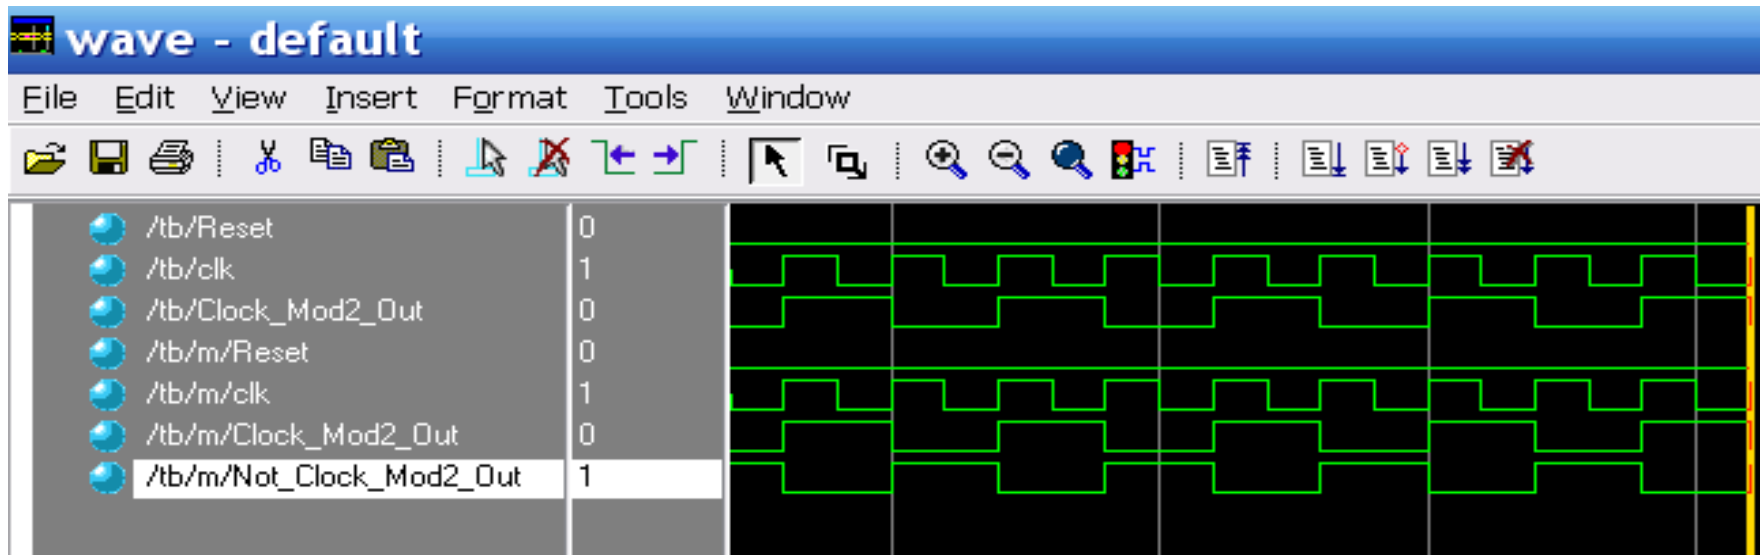 wave - default
File Edit View Insert Format Tools Window
/tb/Reset 0
/tb/clk 1
/tb/Clock_Mod2_Out 0
/tb/m/Reset 0
/tb/m/clk 1
/tb/m/Clock_Mod2_Out 0
/tb/m/Not_Clock_Mod2_Out 1